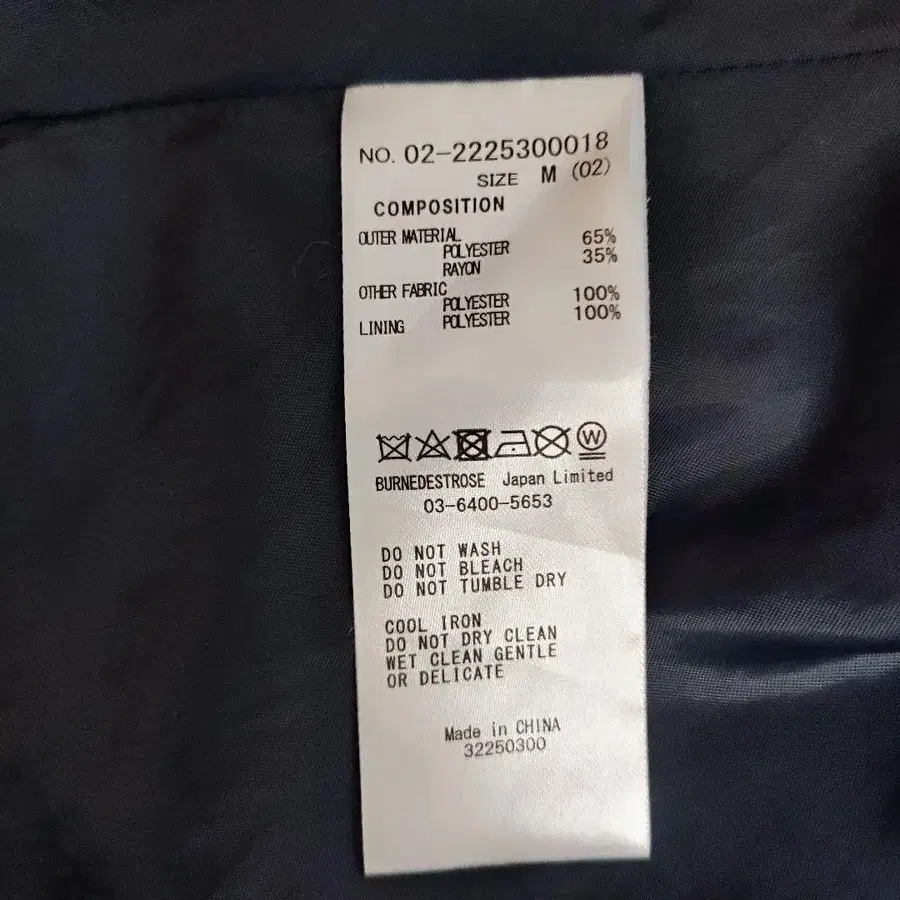 NO. 02-2225300018
SIZE M (02)
COMPOSITION
OUTER MATERIAL
POLYESTER 65%
RAYON 35%
OTHER FABRIC
POLYESTER 100%
LINING POLYESTER 100%
W
BURNEDESTROSE Japan Limited
03-6400-5653
DO NOT WASH
DO NOT BLEACH
DO NOT TUMBLE DRY
COOL IRON
DO NOT DRY CLEAN
WET CLEAN GENTLE
OR DELICATE
Made in CHINA
32250300